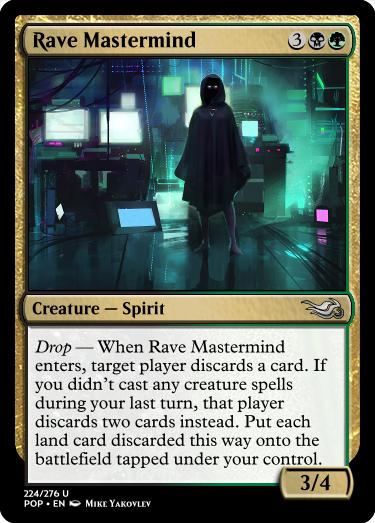 Rave Mastermind 3
Creature — Spirit
Drop — When Rave Mastermind
enters, target player discards a card. If
you didn't cast any creature spells
during your last turn, that player
discards two cards instead. Put each
land card discarded this way onto the
battlefield tapped under your control.
3/4
224/276 U
POP • EN Mike Yakovlev